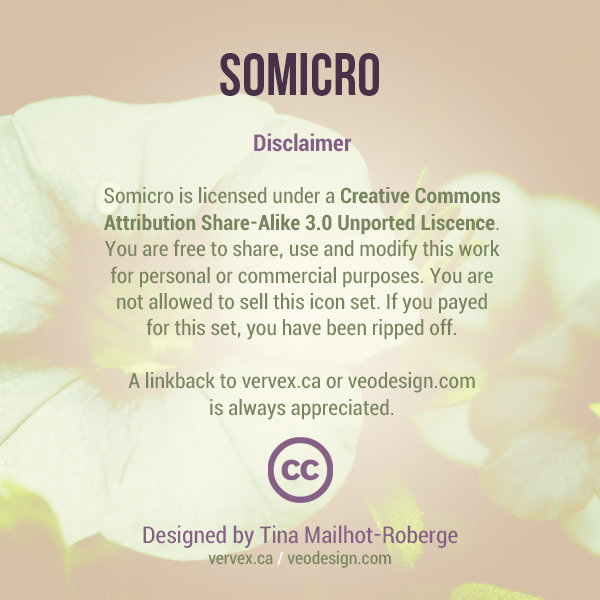 SOMICRO
Disclaimer
Somicro is licensed under a Creative Commons
Attribution Share-Alike 3.0 Unported Liscence.
You are free to share, use and modify this work
for personal or commercial purposes. You are
not allowed to sell this icon set. If you payed
for this set, you have been ripped off.
A linkback to vervex.ca or veodesign.com
is always appreciated.
cc
Designed by Tina Mailhot-Roberge
vervex.ca / veodesign.com